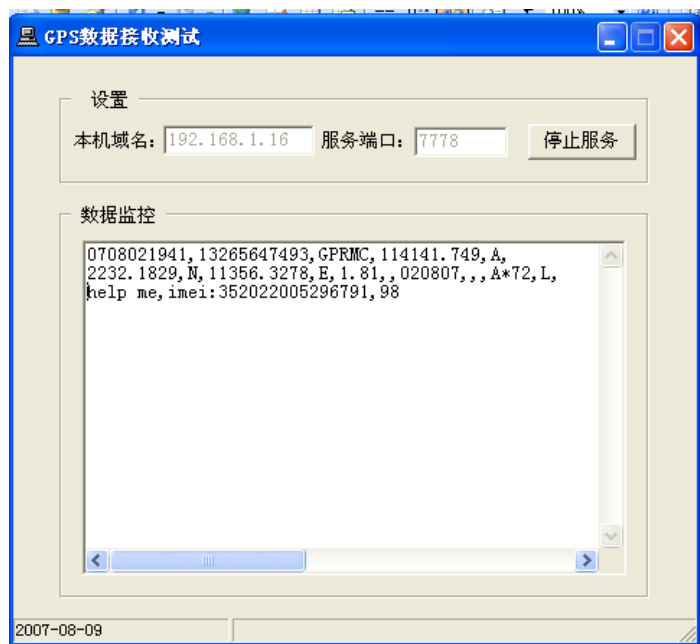 GPS数据接收测试
设置
本机域名: 192.168.1.16 服务端口: 7778 停止服务
数据监控
0708021941,13265647493,GPRMC,114141.749,A,
2232.1829,N,11356.3278,E,1.81,,020807,,,A*72,L,
help me,imei:352022005296791,98
2007-08-09